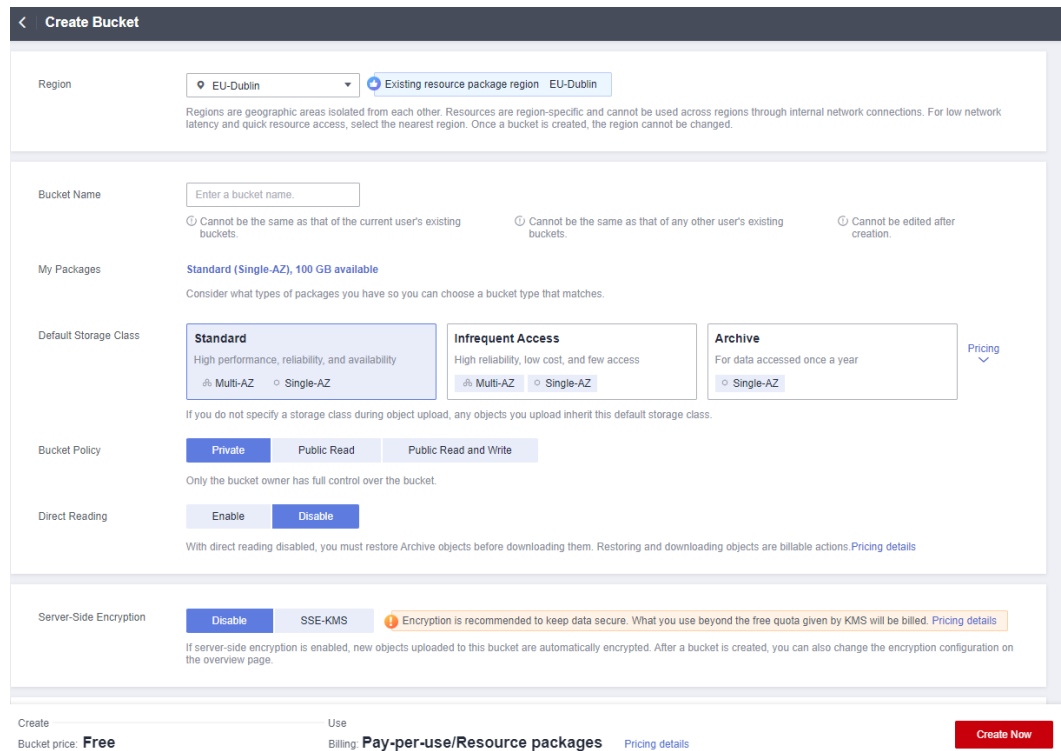 Create Bucket
Region
EU-Dublin
Existing resource package region EU-Dublin
Regions are geographic areas isolated from each other. Resources are region-specific and cannot be used across regions through internal network connections. For low network
latency and quick resource access, select the nearest region. Once a bucket is created, the region cannot be changed.
Bucket Name
Enter a bucket name.
Cannot be the same as that of the current user's existing
buckets.
Cannot be the same as that of any other user's existing
buckets.
Cannot be edited after
creation.
My Packages
Standard (Single-AZ), 100 GB available
Consider what types of packages you have so you can choose a bucket type that matches.
Default Storage Class
Standard
High performance, reliability, and availability
Multi-AZ
Single-AZ
Infrequent Access
High reliability, low cost, and few access
Multi-AZ
Single-AZ
Archive
For data accessed once a year
Single-AZ
Pricing
If you do not specify a storage class during object upload, any objects you upload inherit this default storage class.
Bucket Policy
Private
Public Read
Public Read and Write
Only the bucket owner has full control over the bucket.
Direct Reading
Enable
Disable
With direct reading disabled, you must restore Archive objects before downloading them. Restoring and downloading objects are billable actions.Pricing details
Server-Side Encryption
Disable
SSE-KMS
Encryption is recommended to keep data secure. What you use beyond the free quota given by KMS will be billed. Pricing details
If server-side encryption is enabled, new objects uploaded to this bucket are automatically encrypted. After a bucket is created, you can also change the encryption configuration on
the overview page.
Create
Bucket price: Free
Use
Billing: Pay-per-use/Resource packages Pricing details
Create Now